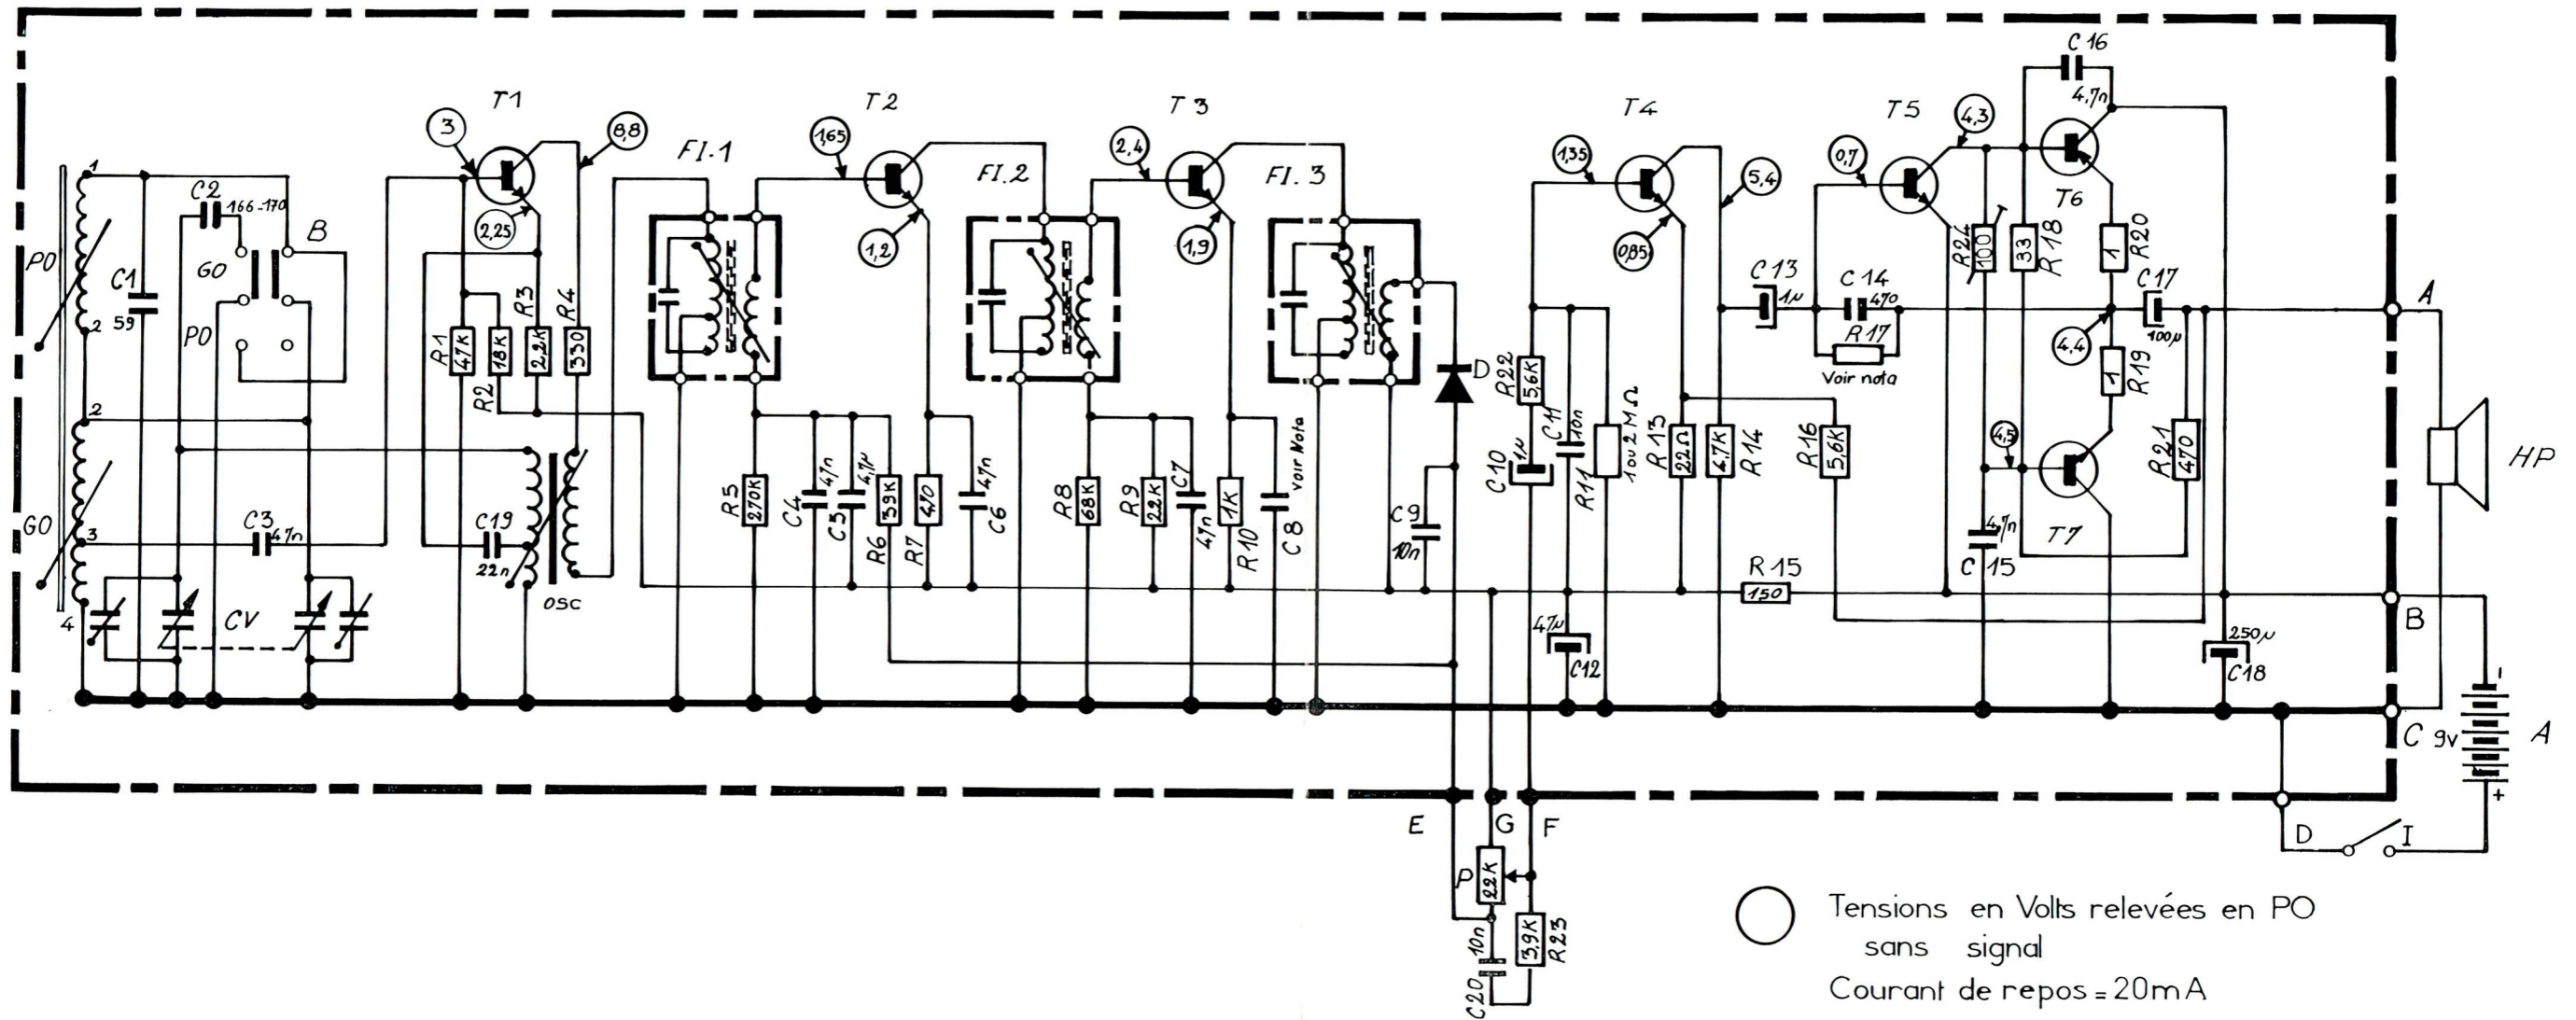 T1
T2
T3
T4
T5
C16
4,7n
3
8,8
1,65
2,4
1,35
0,7
4,3
FI.1
FI.2
FI.3
5,4
T6
1
C2
166-170
2,25
1,2
1,9
0,85
R24
100
33
R18
1
R20
PO
B
GO
C1
59
PO
2
R1
47K
18K
R2
R3
2,2K
R4
330
D
R22
5,6K
C13
1µ
C14
470
R17
Voir nota
C17
100µ
4,4
1
R19
A
2
GO
3
C3
47n
C19
22n
osc
R5
270K
C4
47n
C5
4,7µ
R6
39K
R7
470
C6
47n
R8
68K
R9
22K
C7
47n
1K
R10
C8
voir Nota
C9
10n
C10
1µ
C11
10n
R11
1ou2MΩ
R13
22Ω
4,7K
R14
R16
5,6K
4,5
T7
4,7n
C15
R21
470
HP
4
CV
47µ
C12
R15
150
250µ
C18
B
C
9v
-
+
A
E
G
F
D
I
P
22K
10n
C20
3,9K
R23
Tensions en Volts relevées en PO
sans signal
Courant de repos = 20mA